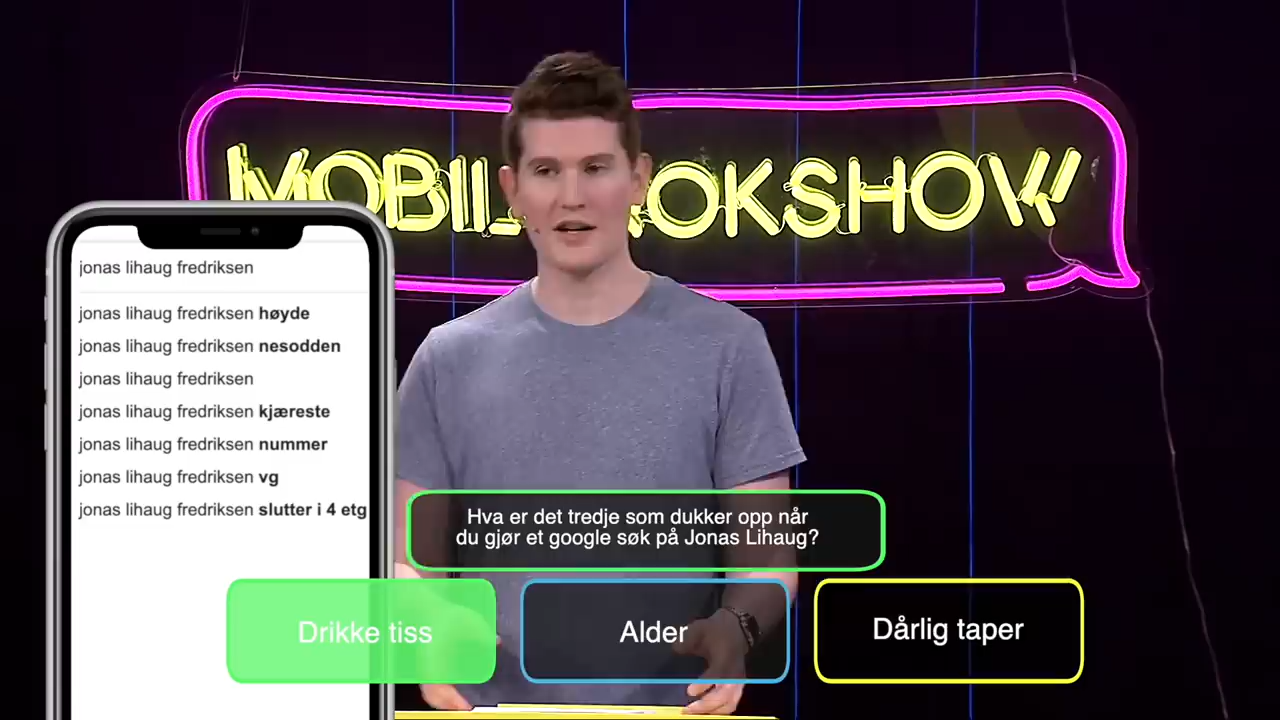 MOBIL OKSHOW
jonas lihaug fredriksen
jonas lihaug fredriksen høyde
jonas lihaug fredriksen nesodden
jonas lihaug fredriksen
jonas lihaug fredriksen kjæreste
jonas lihaug fredriksen nummer
jonas lihaug fredriksen vg
jonas lihaug fredriksen slutter i 4 etg
Hva er det tredje som dukker opp når
du gjør et google søk på Jonas Lihaug?
Drikke tiss
Alder
Dårlig taper